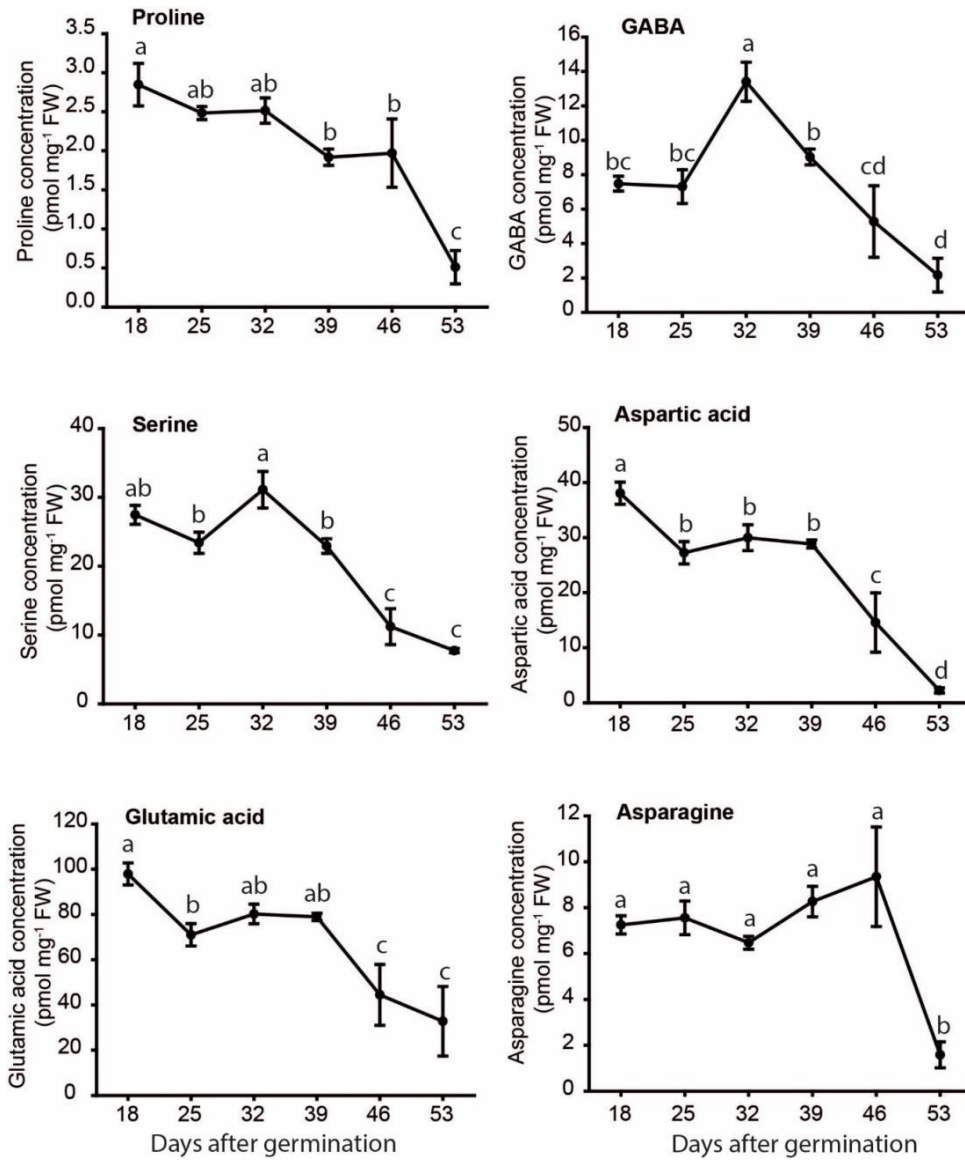 Proline
Proline concentration
(pmol mg⁻¹ FW)
3.5
3.0
2.5
2.0
1.5
1.0
0.5
0.0
a
ab
ab
b
b
c
18 25 32 39 46 53
GABA
GABA concentration
(pmol mg⁻¹ FW)
16
14
12
10
8
6
4
2
0
bc
bc
a
b
cd
d
18 25 32 39 46 53
Serine
Serine concentration
(pmol mg⁻¹ FW)
40
30
20
10
0
ab
b
a
b
c
c
18 25 32 39 46 53
Aspartic acid
Aspartic acid concentration
(pmol mg⁻¹ FW)
50
40
30
20
10
0
a
b
b
b
c
d
18 25 32 39 46 53
Glutamic acid
Glutamic acid concentration
(pmol mg⁻¹ FW)
120
100
80
60
40
20
0
a
b
ab
ab
c
c
18 25 32 39 46 53
Days after germination
Asparagine
Asparagine concentration
(pmol mg⁻¹ FW)
12
10
8
6
4
2
0
a
a
a
a
a
b
18 25 32 39 46 53
Days after germination